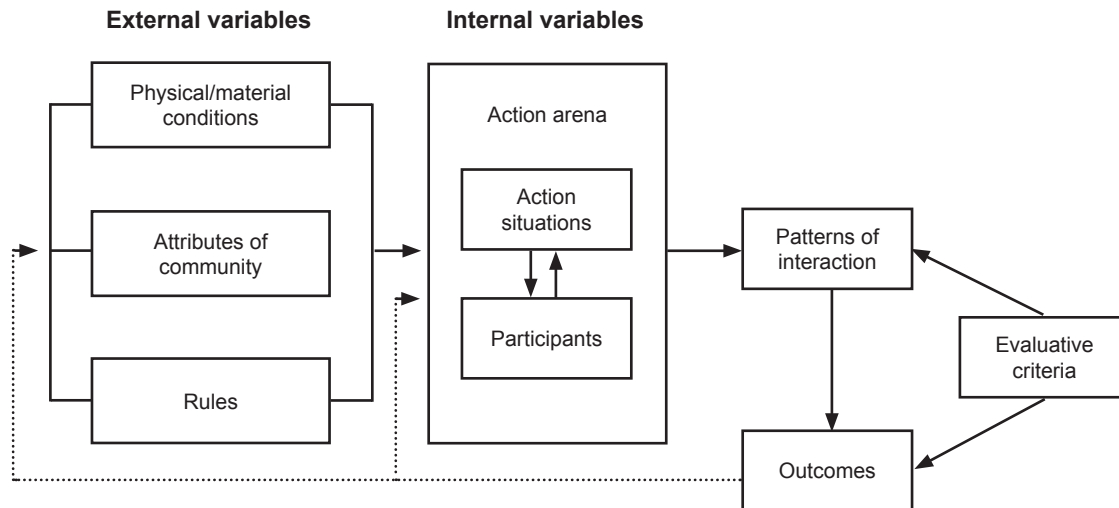 External variables
Internal variables
Physical/material
conditions
Attributes of
community
Rules
Action arena
Action
situations
Participants
Patterns of
interaction
Outcomes
Evaluative
criteria